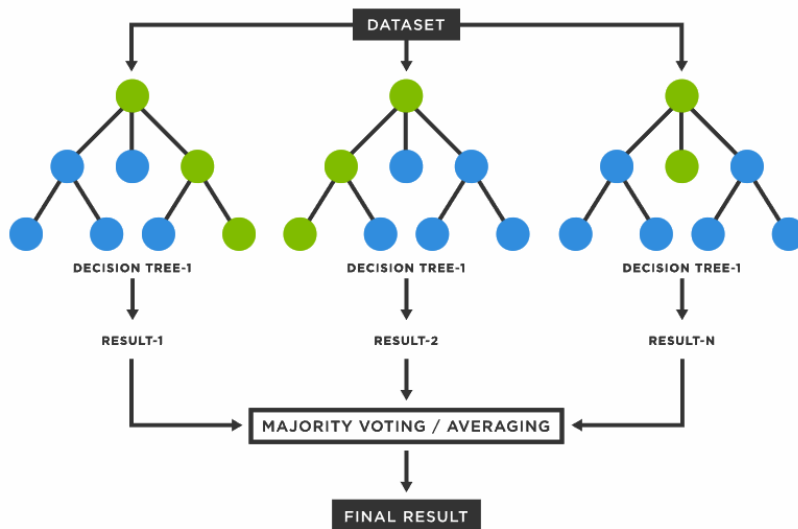 DATASET
DECISION TREE-1
DECISION TREE-1
DECISION TREE-1
RESULT-1
RESULT-2
RESULT-N
MAJORITY VOTING / AVERAGING
FINAL RESULT